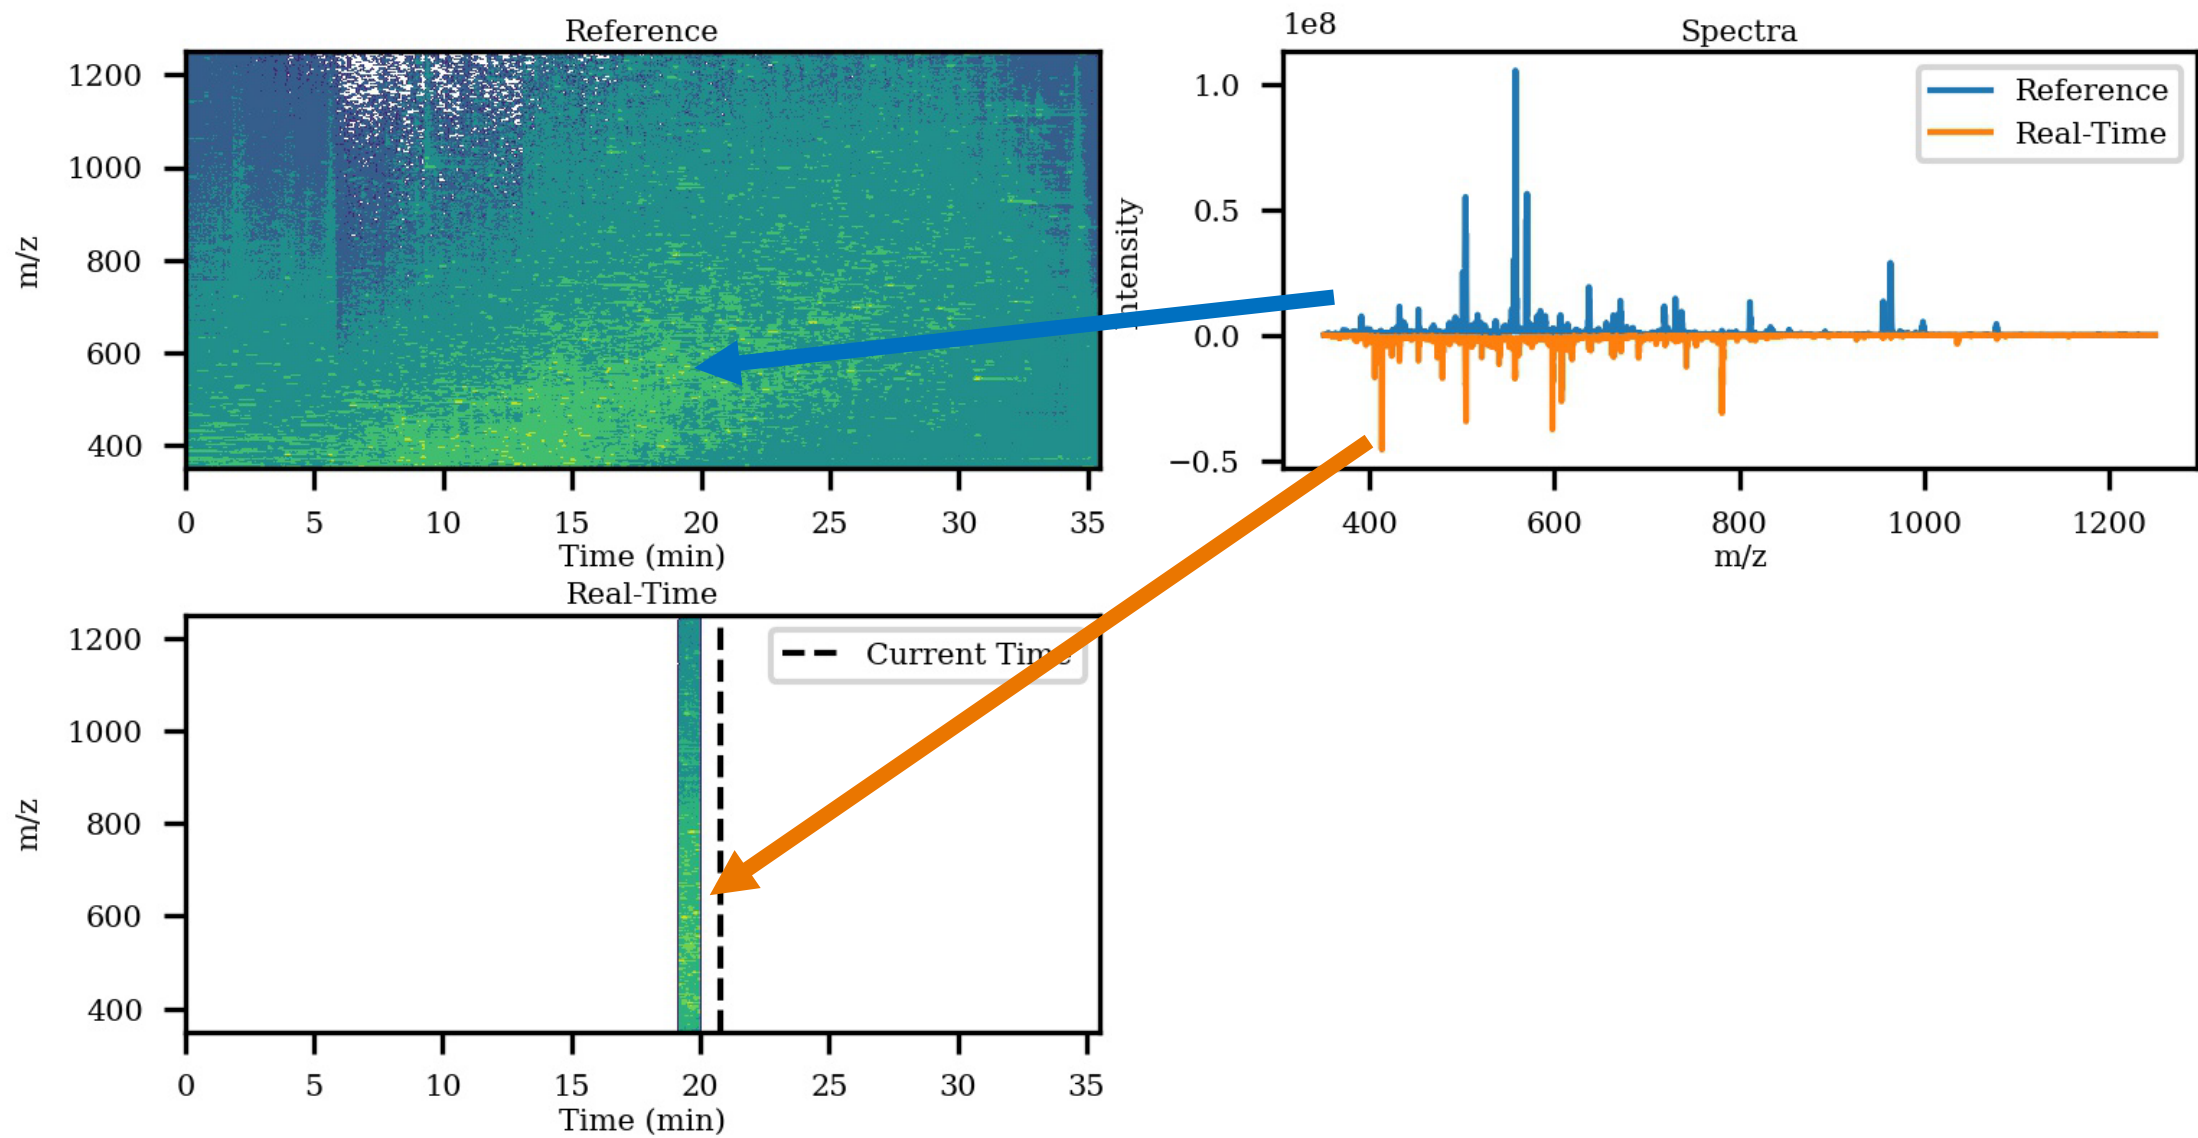 Reference
1200
1000
800
600
400
m/z
0 5 10 15 20 25 30 35
Time (min)
1e8
Spectra
1.0
0.5
0.0
−0.5
Reference
Real-Time
400 600 800 1000 1200
m/z
Real-Time
1200
1000
800
600
400
m/z
Current Time
0 5 10 15 20 25 30 35
Time (min)